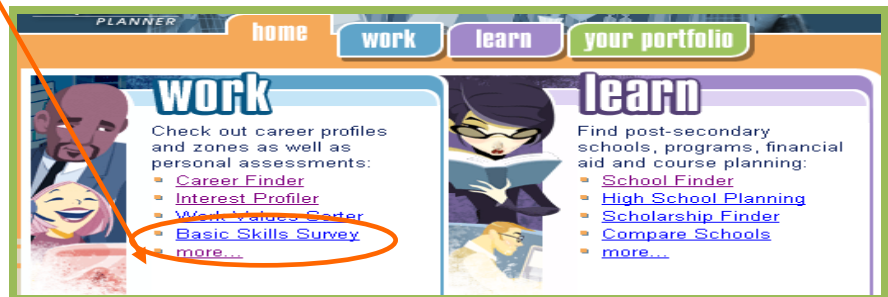 PLANNER
home
work
learn
your portfolio
work
Check out career profiles
and zones as well as
personal assessments:
Career Finder
Interest Profiler
Work Values Sorter
Basic Skills Survey
more...
learn
Find post-secondary
schools, programs, financial
aid and course planning:
School Finder
High School Planning
Scholarship Finder
Compare Schools
more...